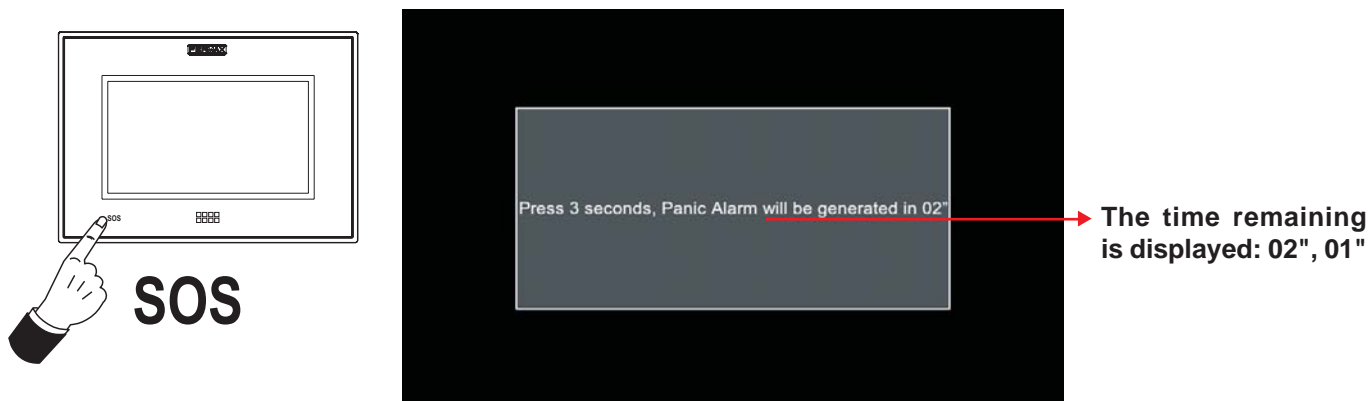 SOS
SOS
Press 3 seconds, Panic Alarm will be generated in 02"
The time remaining
is displayed: 02", 01"